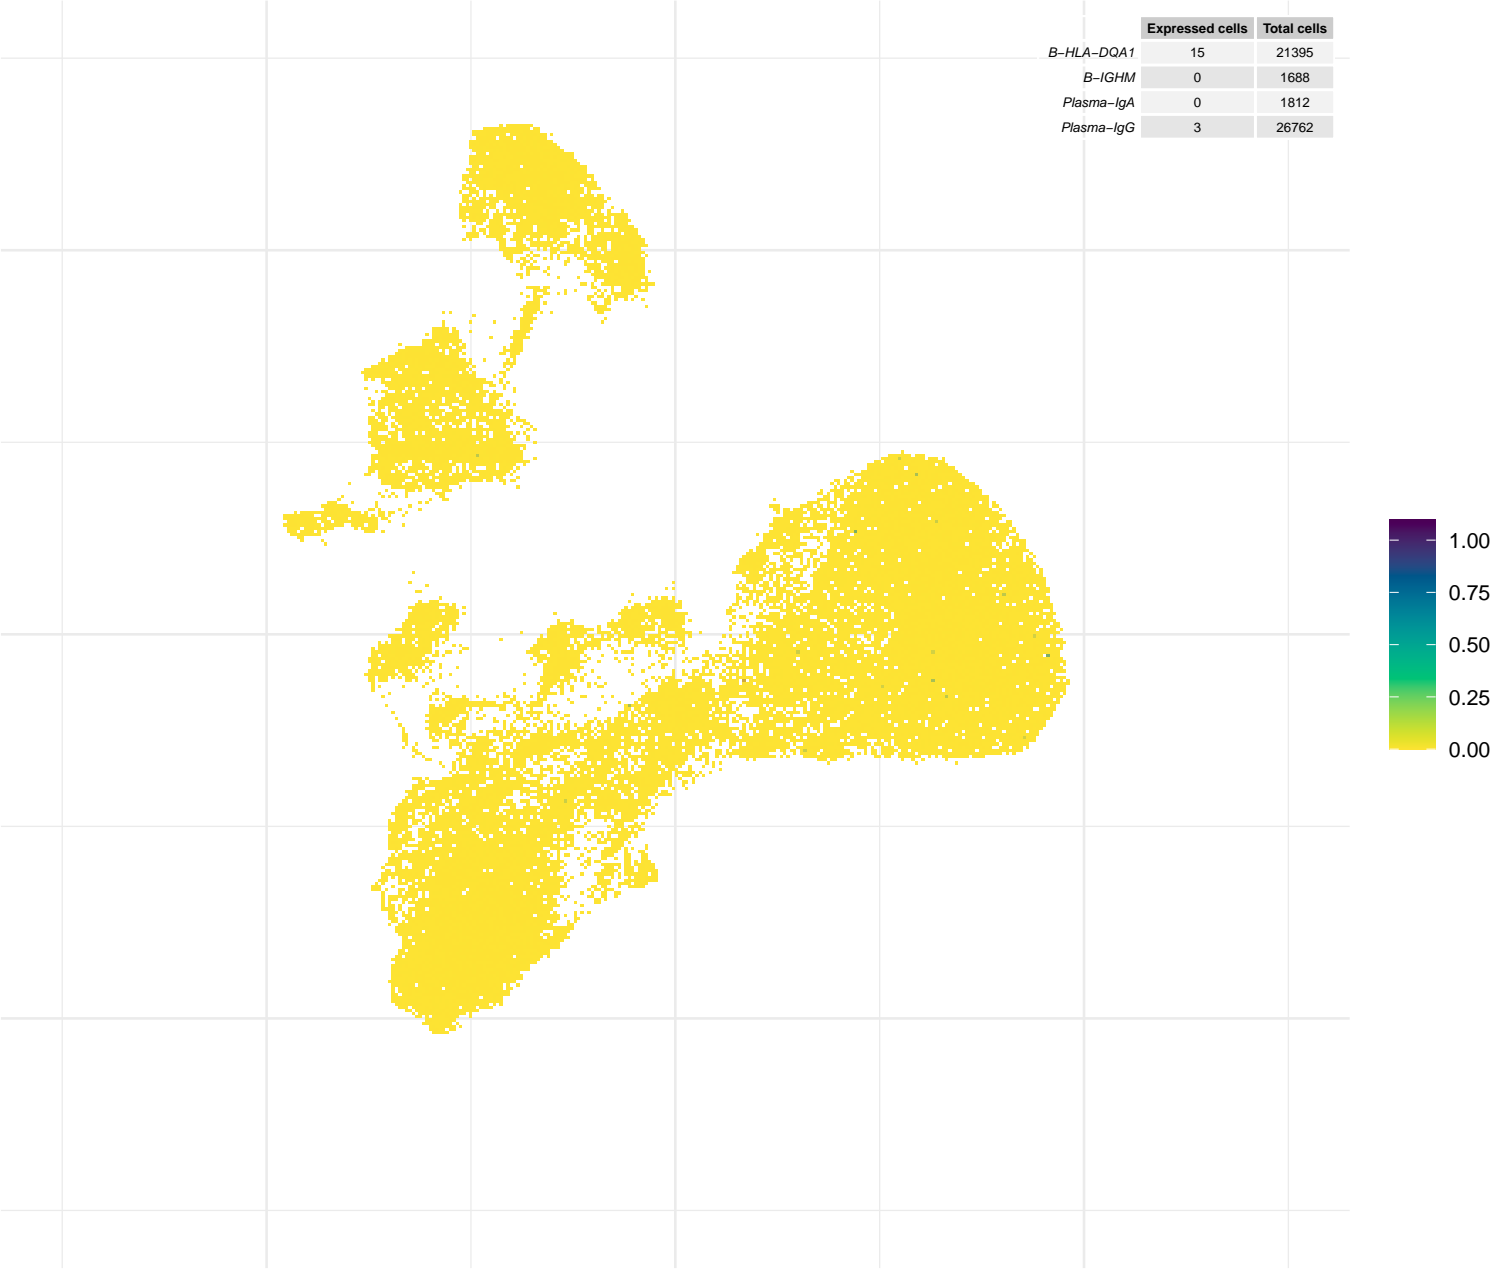 Expressed cells Total cells
B−HLA−DQA1 15 21395
B−IGHM 0 1688
Plasma−IgA 0 1812
Plasma−IgG 3 26762
1.00
0.75
0.50
0.25
0.00